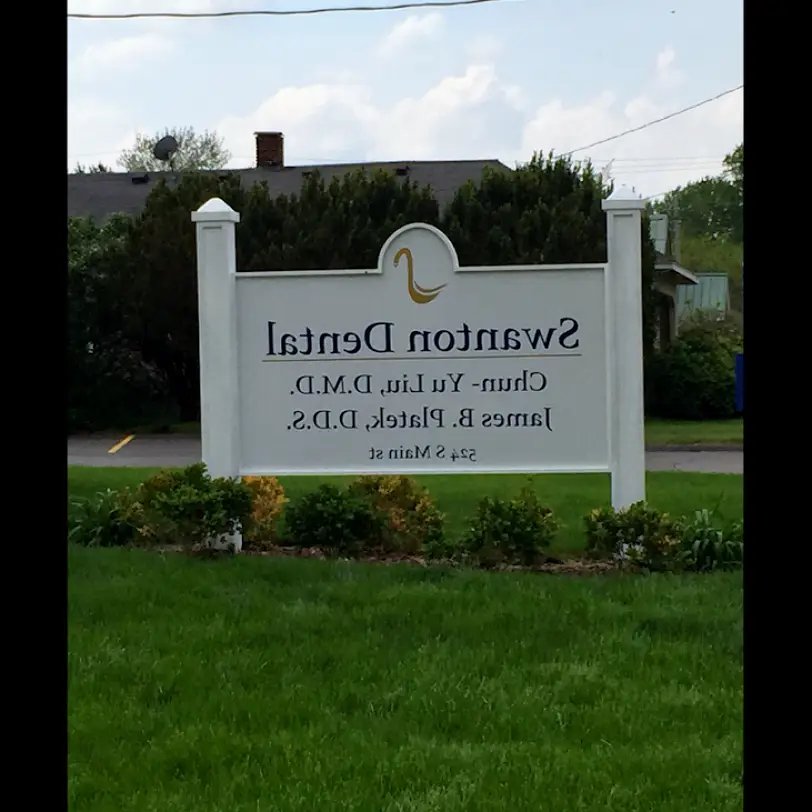 Swanton Dental
Chun-Yu Liu, D.M.D.
James B. Platek, D.D.S.
524 S Main st